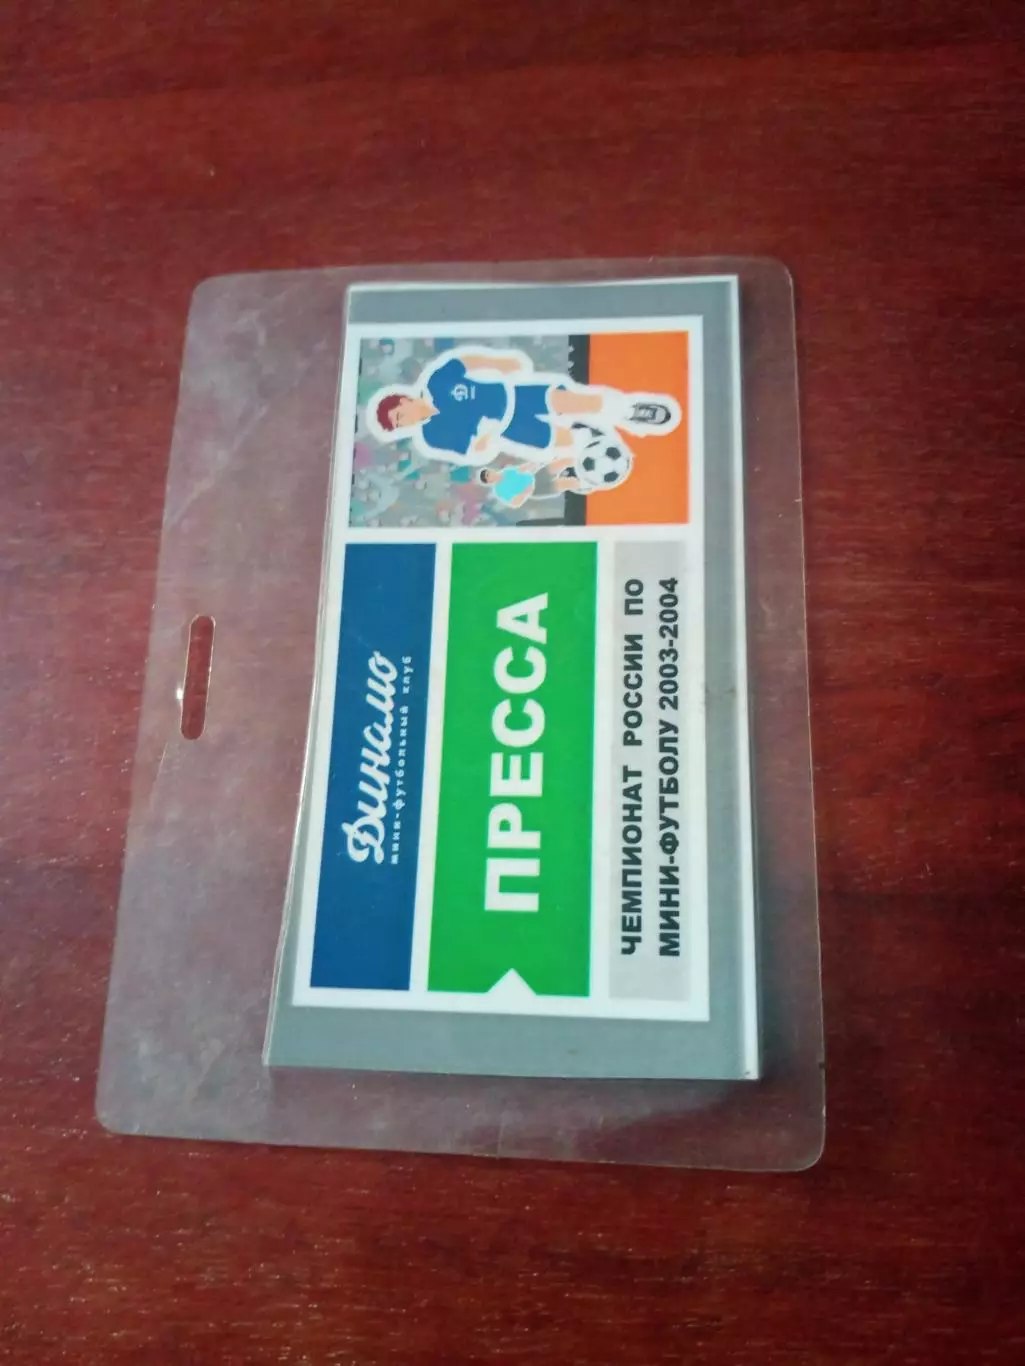 Динамо
мини-футбольный клуб
ПРЕССА
ЧЕМПИОНАТ РОССИИ ПО
МИНИ-ФУТБОЛУ 2003-2004